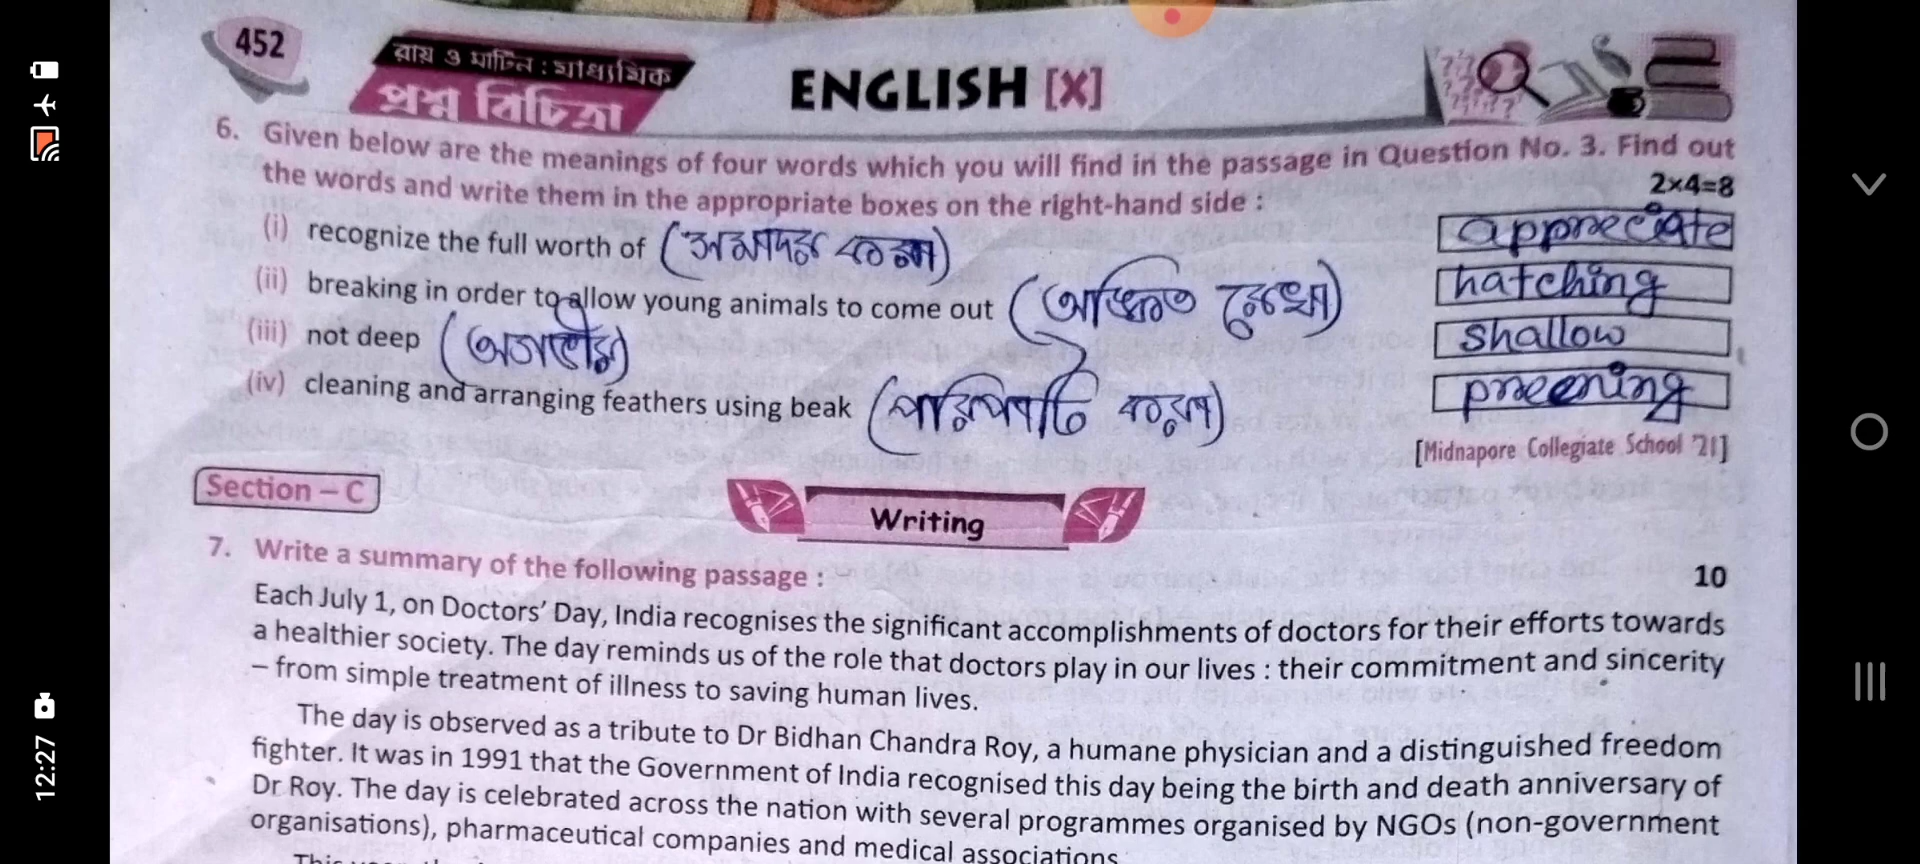 452
রায় ও মার্টিন : মাধ্যমিক
প্রশ্ন বিচিত্রা
ENGLISH [X]
6. Given below are the meanings of four words which you will find in the passage in Question No. 3. Find out
the words and write them in the appropriate boxes on the right-hand side :
2×4=8
(i) recognize the full worth of (সমাদর করা) appreciate
(ii) breaking in order to allow young animals to come out hatching
(iii) not deep (অগভীর) shallow
(iv) cleaning and arranging feathers using beak (পরিপাটি করা) preening
[Midnapore Collegiate School '21]
Section – C
Writing
7. Write a summary of the following passage : 10
Each July 1, on Doctors' Day, India recognises the significant accomplishments of doctors for their efforts towards
a healthier society. The day reminds us of the role that doctors play in our lives : their commitment and sincerity
– from simple treatment of illness to saving human lives.
The day is observed as a tribute to Dr Bidhan Chandra Roy, a humane physician and a distinguished freedom
fighter. It was in 1991 that the Government of India recognised this day being the birth and death anniversary of
Dr Roy. The day is celebrated across the nation with several programmes organised by NGOs (non-government
organisations), pharmaceutical companies and medical associations.
12:27